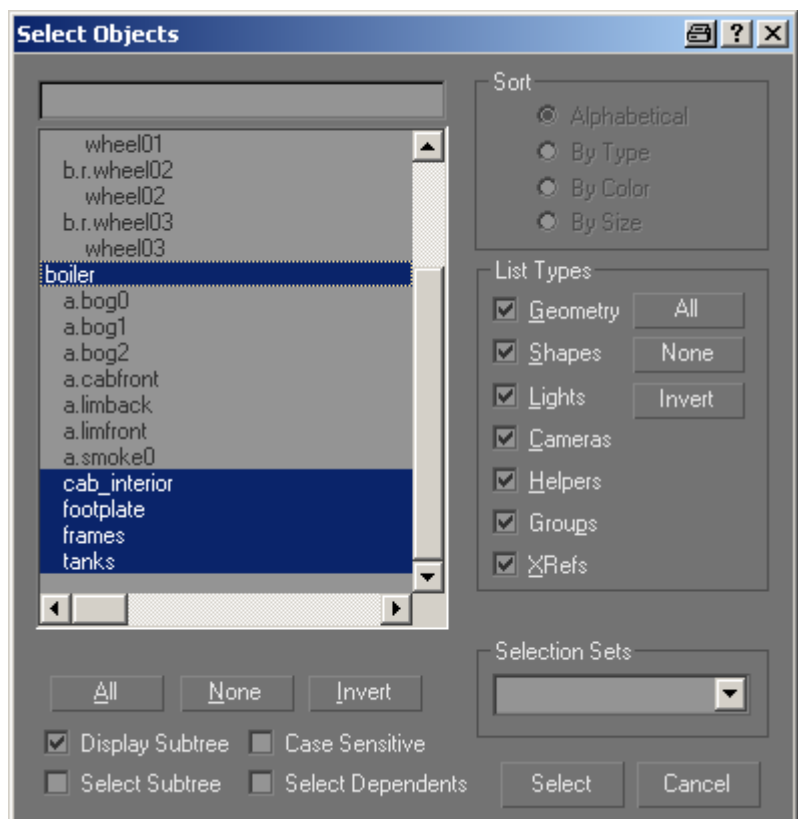 Select Objects
wheel01
b.r.wheel02
wheel02
b.r.wheel03
wheel03
boiler
a.bog0
a.bog1
a.bog2
a.cabfront
a.limback
a.limfront
a.smoke0
cab_interior
footplate
frames
tanks
All None Invert
Display Subtree Case Sensitive
Select Subtree Select Dependents
Sort
Alphabetical
By Type
By Color
By Size
List Types
Geometry All
Shapes None
Lights Invert
Cameras
Helpers
Groups
XRefs
Selection Sets
Select Cancel